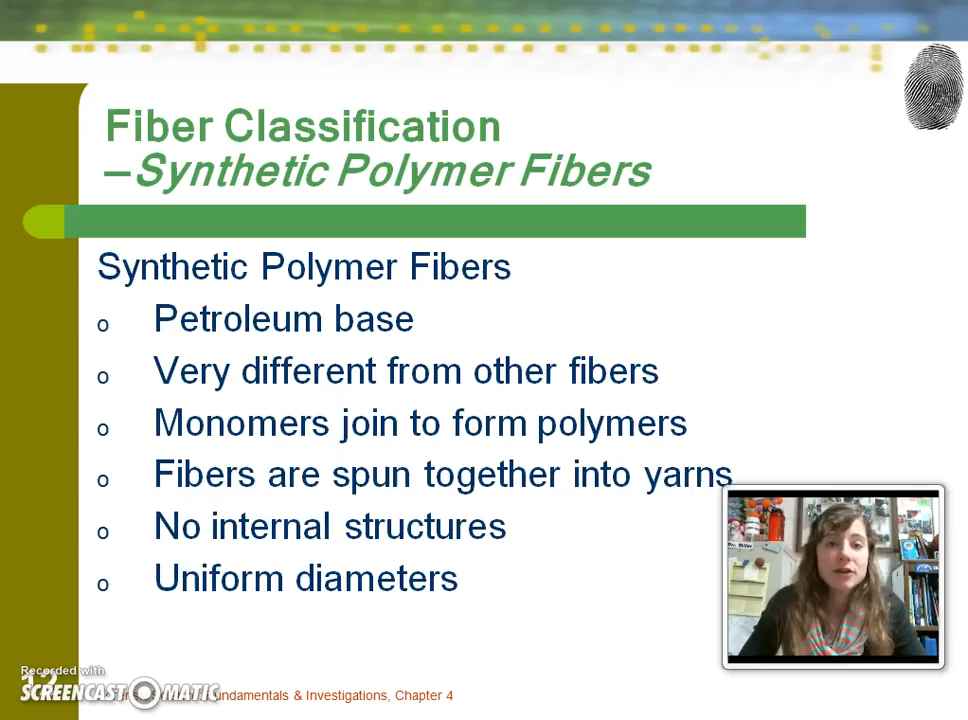 Fiber Classification
–Synthetic Polymer Fibers
Synthetic Polymer Fibers
o Petroleum base
o Very different from other fibers
o Monomers join to form polymers
o Fibers are spun together into yarns
o No internal structures
o Uniform diameters
Recorded with
SCREENCAST-O-MATIC
Fundamentals & Investigations, Chapter 4